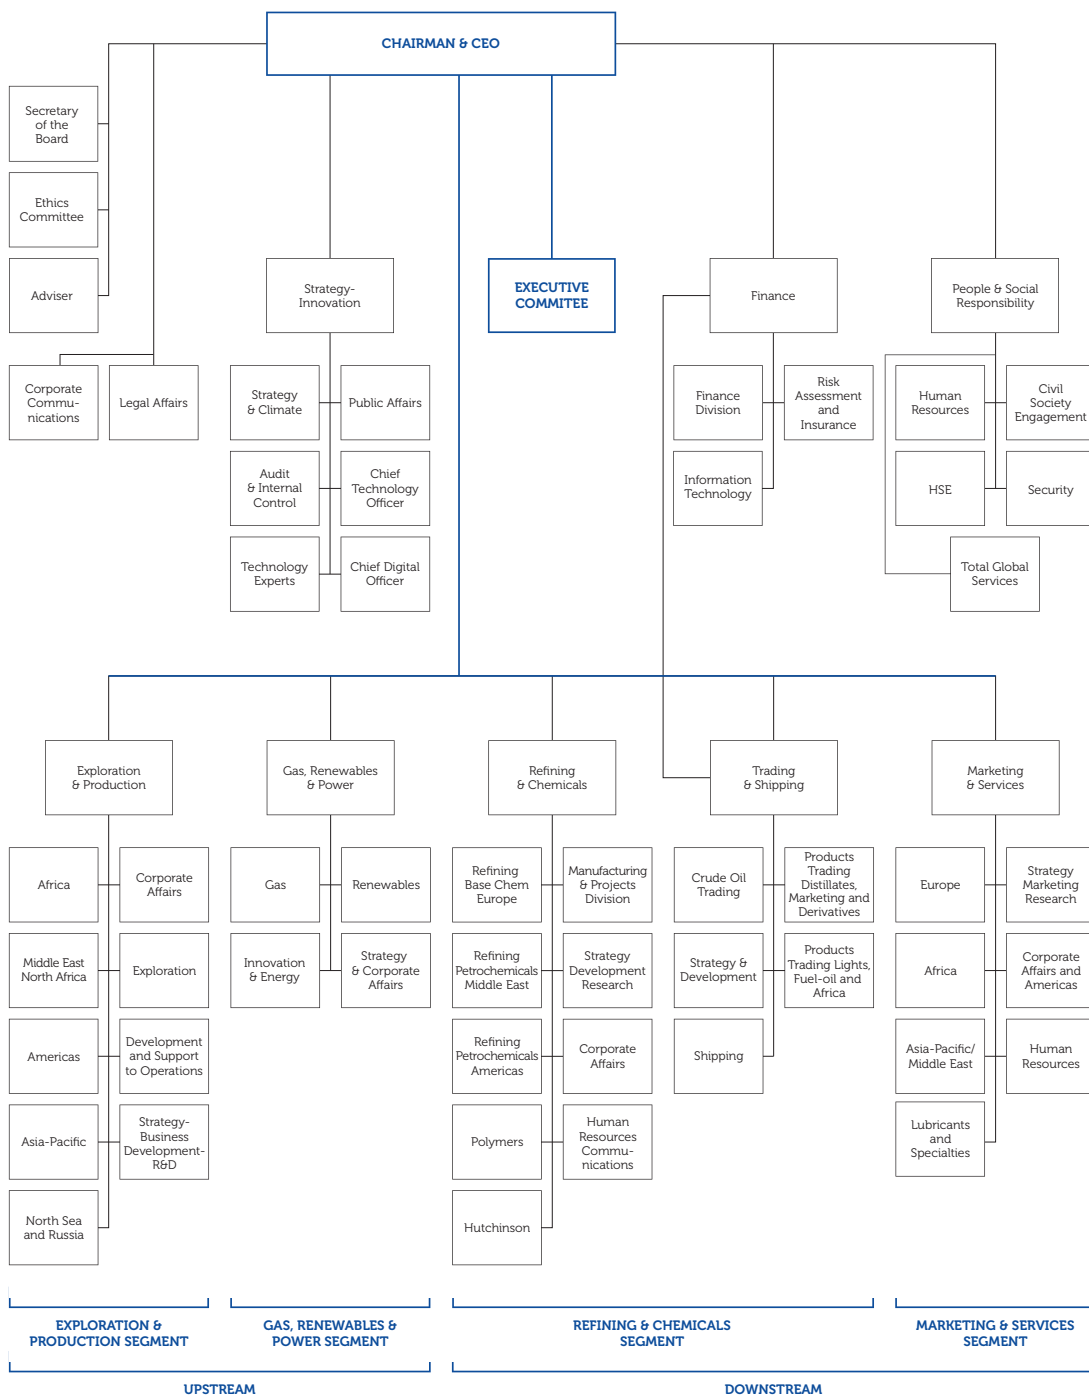 CHAIRMAN & CEO
Secretary
of the
Board
Ethics
Committee
Adviser
Corporate
Commu-
nications
Legal Affairs
Strategy-
Innovation
EXECUTIVE
COMMITEE
Finance
People & Social
Responsibility
Strategy
& Climate
Public Affairs
Audit
& Internal
Control
Chief
Technology
Officer
Technology
Experts
Chief Digital
Officer
Finance
Division
Risk
Assessment
and
Insurance
Information
Technology
Human
Resources
Civil
Society
Engagement
HSE
Security
Total Global
Services
Exploration
& Production
Gas, Renewables
& Power
Refining
& Chemicals
Trading
& Shipping
Marketing
& Services
Africa
Corporate
Affairs
Middle East
North Africa
Exploration
Americas
Development
and Support
to Operations
Asia-Pacific
Strategy-
Business
Development-
R&D
North Sea
and Russia
Gas
Renewables
Innovation
& Energy
Strategy
& Corporate
Affairs
Refining
Base Chem
Europe
Manufacturing
& Projects
Division
Refining
Petrochemicals
Middle East
Strategy
Development
Research
Refining
Petrochemicals
Americas
Corporate
Affairs
Polymers
Human
Resources
Commu-
nications
Hutchinson
Crude Oil
Trading
Products
Trading
Distillates,
Marketing and
Derivatives
Strategy &
Development
Products
Trading Lights,
Fuel-oil and
Africa
Shipping
Europe
Strategy
Marketing
Research
Africa
Corporate
Affairs and
Americas
Asia-Pacific/
Middle East
Human
Resources
Lubricants
and
Specialties
EXPLORATION &
PRODUCTION SEGMENT
GAS, RENEWABLES &
POWER SEGMENT
REFINING & CHEMICALS
SEGMENT
MARKETING & SERVICES
SEGMENT
UPSTREAM
DOWNSTREAM